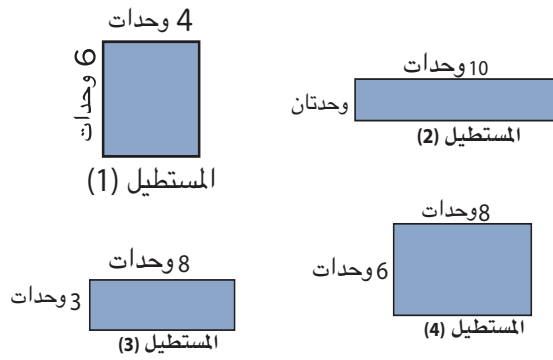 4 وحدات
6 وحدات
المستطيل (1)
10 وحدات
وحدتان
المستطيل (2)
8 وحدات
3 وحدات
المستطيل (3)
8 وحدات
6 وحدات
المستطيل (4)